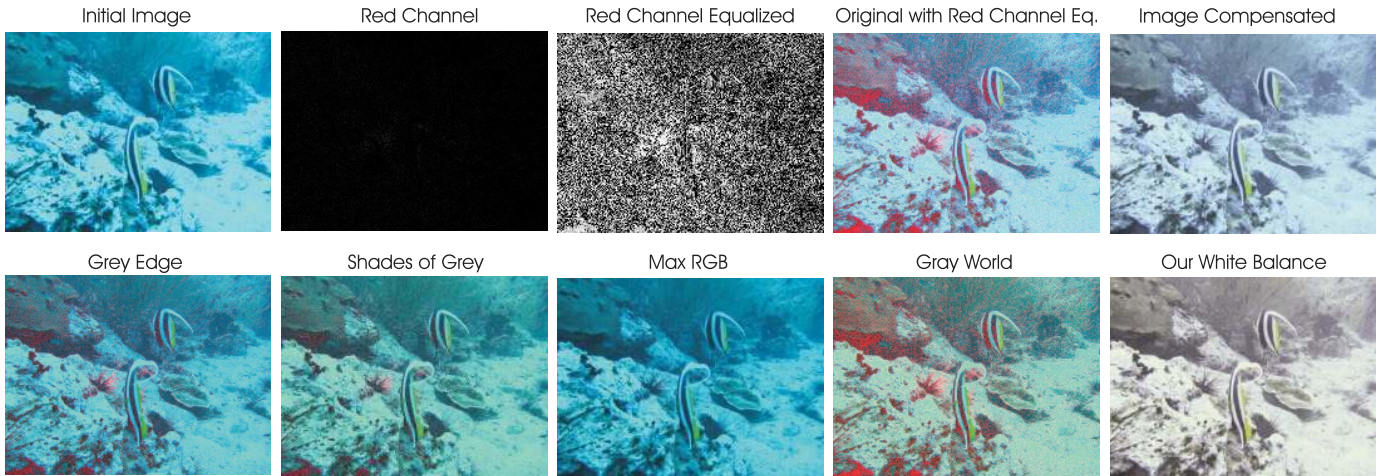 Initial Image
Red Channel
Red Channel Equalized
Original with Red Channel Eq.
Image Compensated
Grey Edge
Shades of Grey
Max RGB
Gray World
Our White Balance